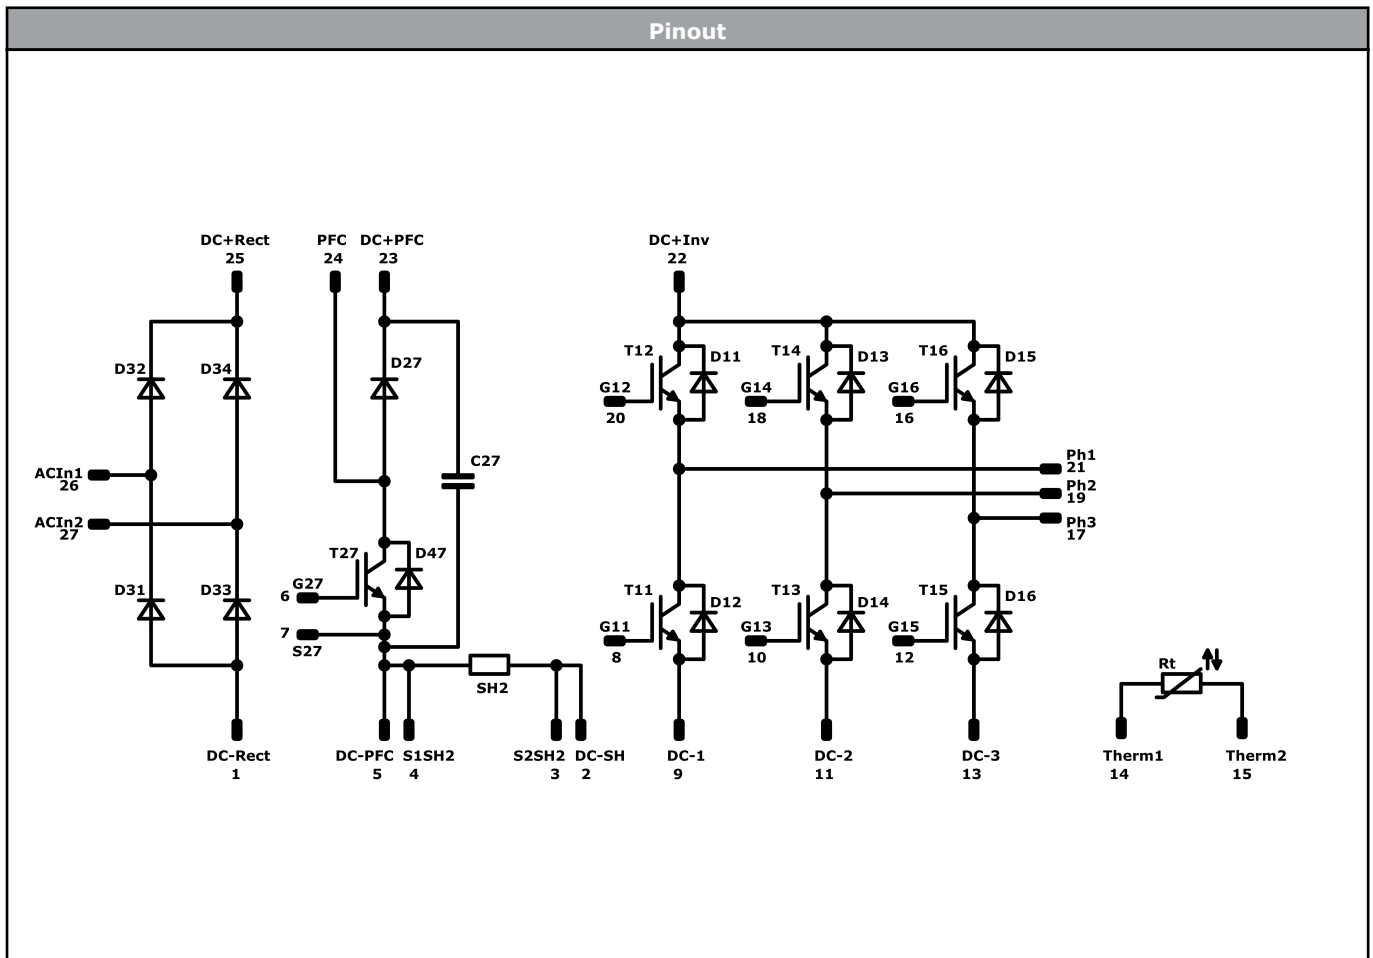 Pinout
DC+Rect
25
PFC
24
DC+PFC
23
DC+Inv
22
D32
D34
D27
T12
D11
G12
20
T14
D13
G14
18
T16
D15
G16
16
ACIn1
26
C27
Ph1
21
Ph2
19
Ph3
17
ACIn2
27
D31
D33
T27
D47
G27
6
7
S27
T11
D12
G11
8
T13
D14
G13
10
T15
D16
G15
12
SH2
Rt
DC-Rect
1
DC-PFC
5
S1SH2
4
S2SH2
3
DC-SH
2
DC-1
9
DC-2
11
DC-3
13
Therm1
14
Therm2
15